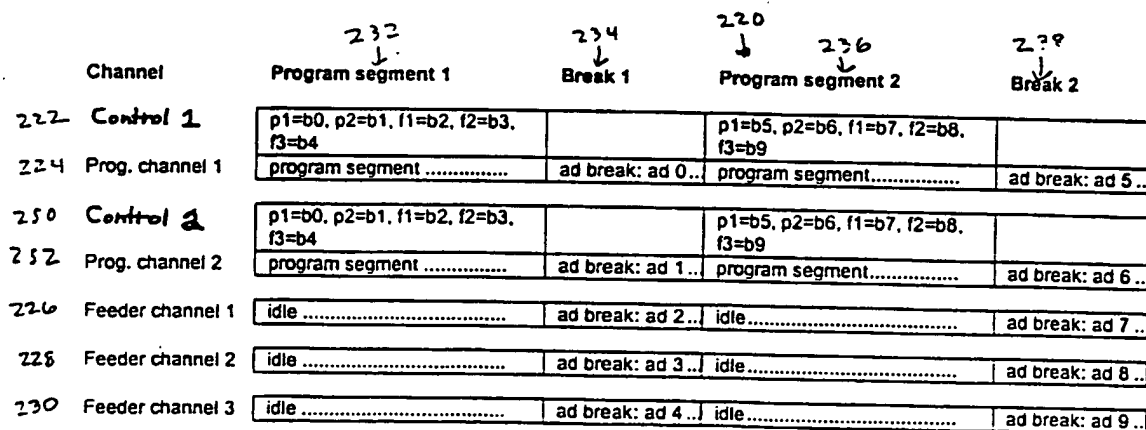 232 234 220 236
Channel Program segment 1 Break 1 Program segment 2 Break 2
222 Control 1 p1=b0, p2=b1, f1=b2, f2=b3, p1=b5, p2=b6, f1=b7, f2=b8,
f3=b4 f3=b9
224 Prog. channel 1 program segment ............... ad break: ad 0.. program segment................ ad break: ad 5 ..
250 Control 2 p1=b0, p2=b1, f1=b2, f2=b3, p1=b5, p2=b6, f1=b7, f2=b8,
f3=b4 f3=b9
252 Prog. channel 2 program segment ............... ad break: ad 1 .. program segment................ ad break: ad 6 ..
226 Feeder channel 1 idle ................................... ad break: ad 2.. idle.................................... ad break: ad 7 ..
228 Feeder channel 2 idle ................................... ad break: ad 3.. idle.................................... ad break: ad 8 ..
230 Feeder channel 3 idle ................................... ad break: ad 4.. idle.................................... ad break: ad 9 ..